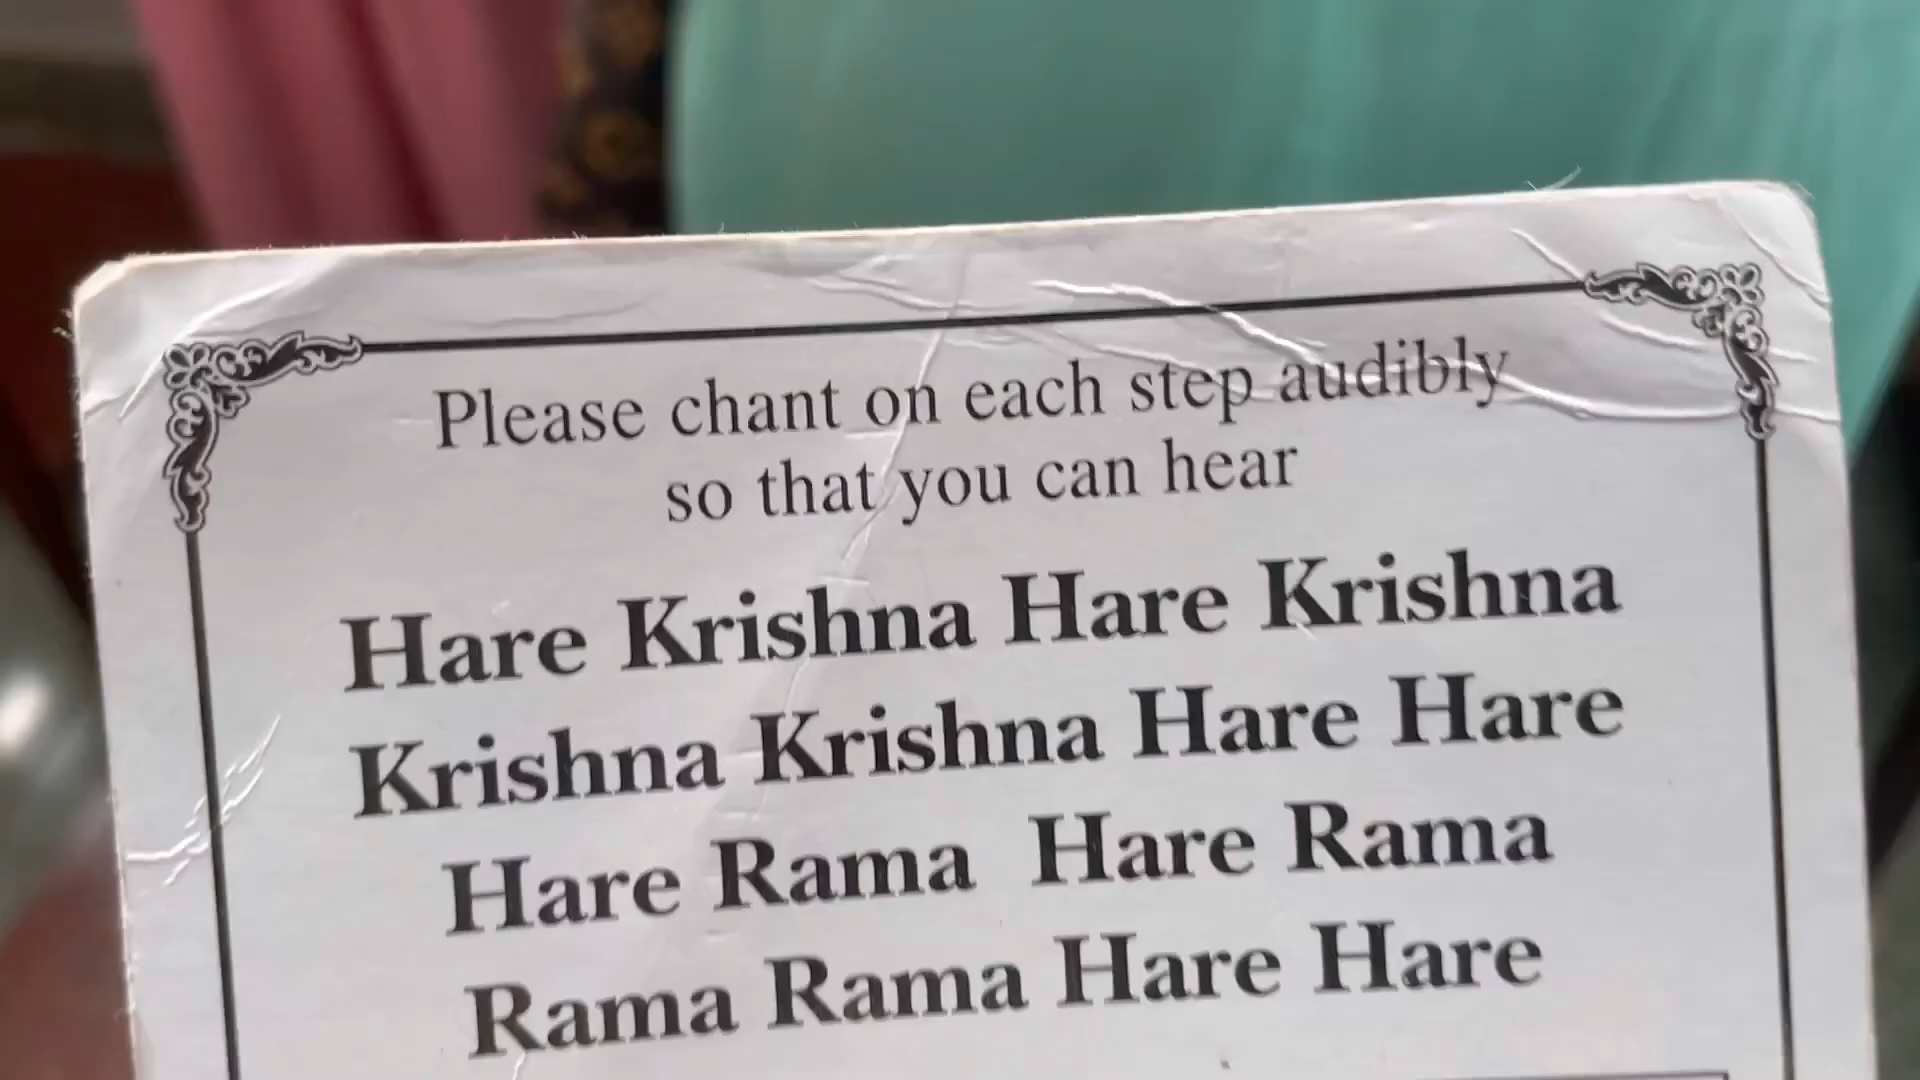 Please chant on each step audibly
so that you can hear
Hare Krishna Hare Krishna
Krishna Krishna Hare Hare
Hare Rama Hare Rama
Rama Rama Hare Hare